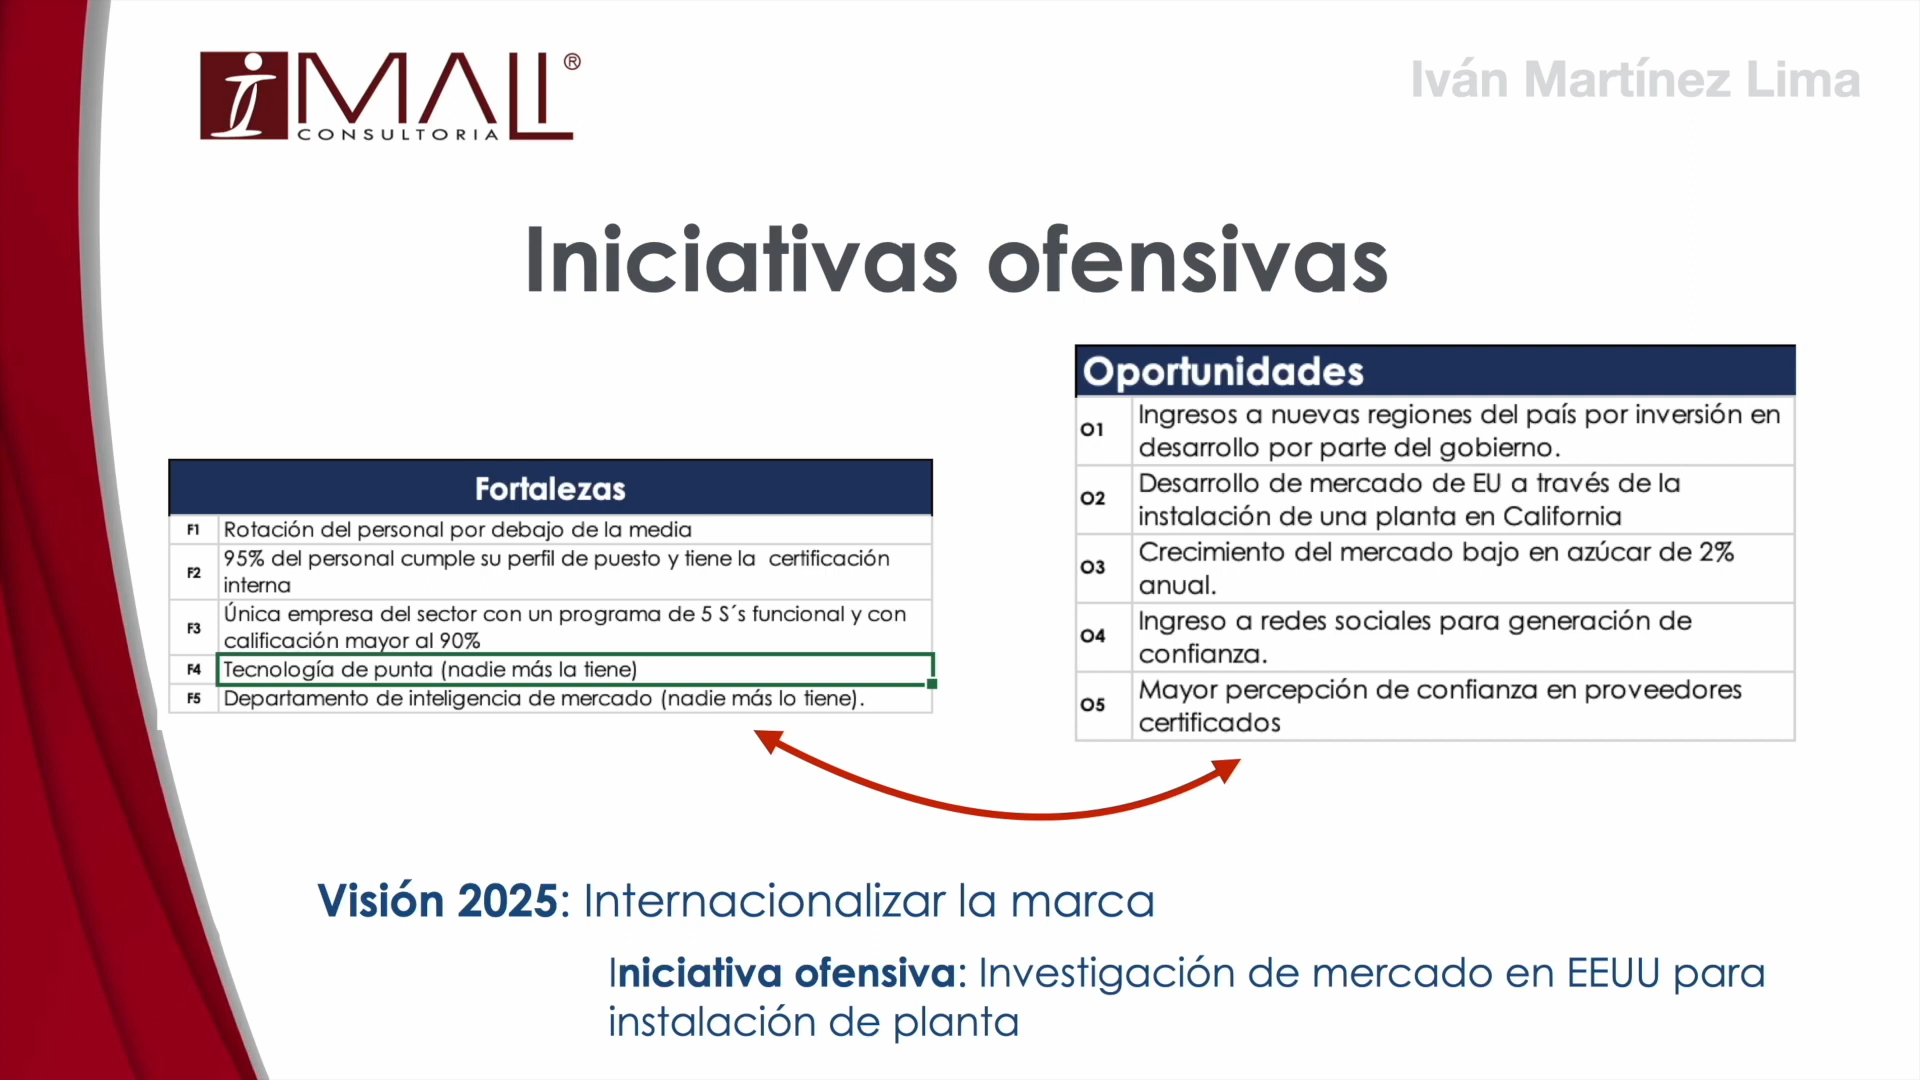 iMALI®
CONSULTORIA
Iván Martínez Lima
Iniciativas ofensivas
Fortalezas
F1 Rotación del personal por debajo de la media
F2 95% del personal cumple su perfil de puesto y tiene la certificación
interna
F3 Única empresa del sector con un programa de 5 S´s funcional y con
calificación mayor al 90%
F4 Tecnología de punta (nadie más la tiene)
F5 Departamento de inteligencia de mercado (nadie más lo tiene).
Oportunidades
O1 Ingresos a nuevas regiones del país por inversión en
desarrollo por parte del gobierno.
O2 Desarrollo de mercado de EU a través de la
instalación de una planta en California
O3 Crecimiento del mercado bajo en azúcar de 2%
anual.
O4 Ingreso a redes sociales para generación de
confianza.
O5 Mayor percepción de confianza en proveedores
certificados
Visión 2025: Internacionalizar la marca
Iniciativa ofensiva: Investigación de mercado en EEUU para
instalación de planta